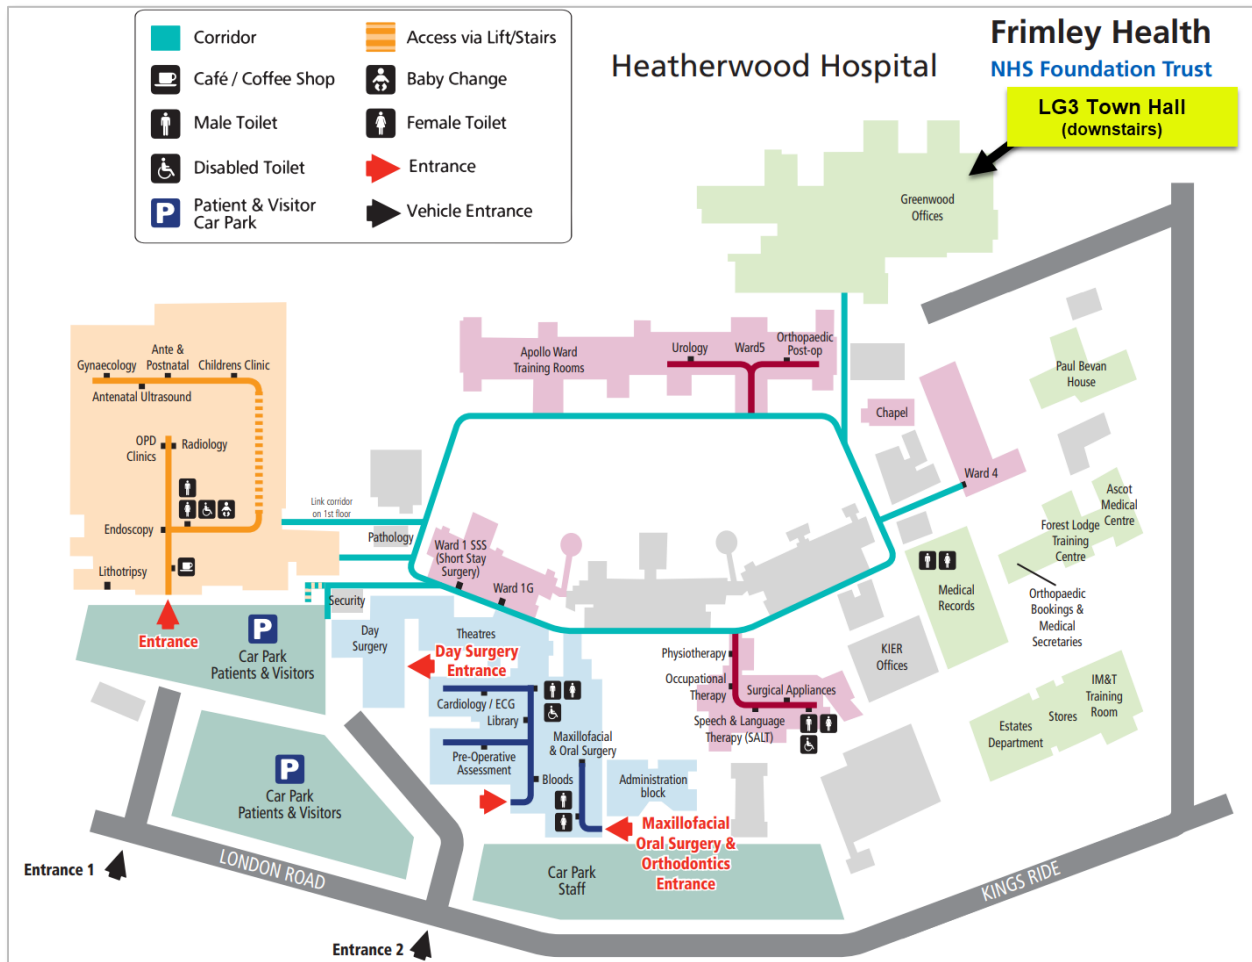 Corridor
Access via Lift/Stairs
Café / Coffee Shop
Baby Change
Male Toilet
Female Toilet
Disabled Toilet
Entrance
P
Patient & Visitor
Car Park
Vehicle Entrance
Heatherwood Hospital
Frimley Health
NHS Foundation Trust
LG3 Town Hall
(downstairs)
Greenwood
Offices
Gynaecology
Ante &
Postnatal
Childrens Clinic
Antenatal Ultrasound
OPD
Clinics
Radiology
Endoscopy
Lithotripsy
Entrance
Link corridor
on 1st floor
Pathology
Security
Apollo Ward
Training Rooms
Urology
Ward5
Orthopaedic
Post-op
Chapel
Ward 4
Paul Bevan
House
Ascot
Medical
Centre
Forest Lodge
Training
Centre
Orthopaedic
Bookings &
Medical
Secretaries
Medical
Records
KIER
Offices
IM&T
Training
Room
Stores
Estates
Department
Ward 1 SSS
(Short Stay
Surgery)
Ward 1G
Day
Surgery
Theatres
Day Surgery
Entrance
Cardiology / ECG
Library
Pre-Operative
Assessment
Maxillofacial
& Oral Surgery
Bloods
Physiotherapy
Occupational
Therapy
Surgical Appliances
Speech & Language
Therapy (SALT)
Administration
block
Maxillofacial
Oral Surgery &
Orthodontics
Entrance
P
Car Park
Patients & Visitors
P
Car Park
Patients & Visitors
Car Park
Staff
Entrance 1
LONDON ROAD
Entrance 2
KINGS RIDE